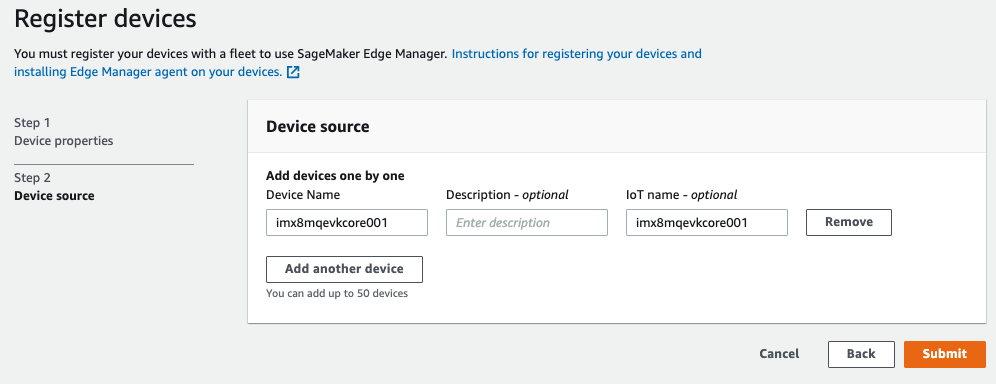 Register devices
You must register your devices with a fleet to use SageMaker Edge Manager. Instructions for registering your devices and
installing Edge Manager agent on your devices.
Step 1
Device properties
Step 2
Device source
Device source
Add devices one by one
Device Name
Description - optional
IoT name - optional
imx8mqevkcore001
Enter description
imx8mqevkcore001
Remove
Add another device
You can add up to 50 devices
Cancel
Back
Submit